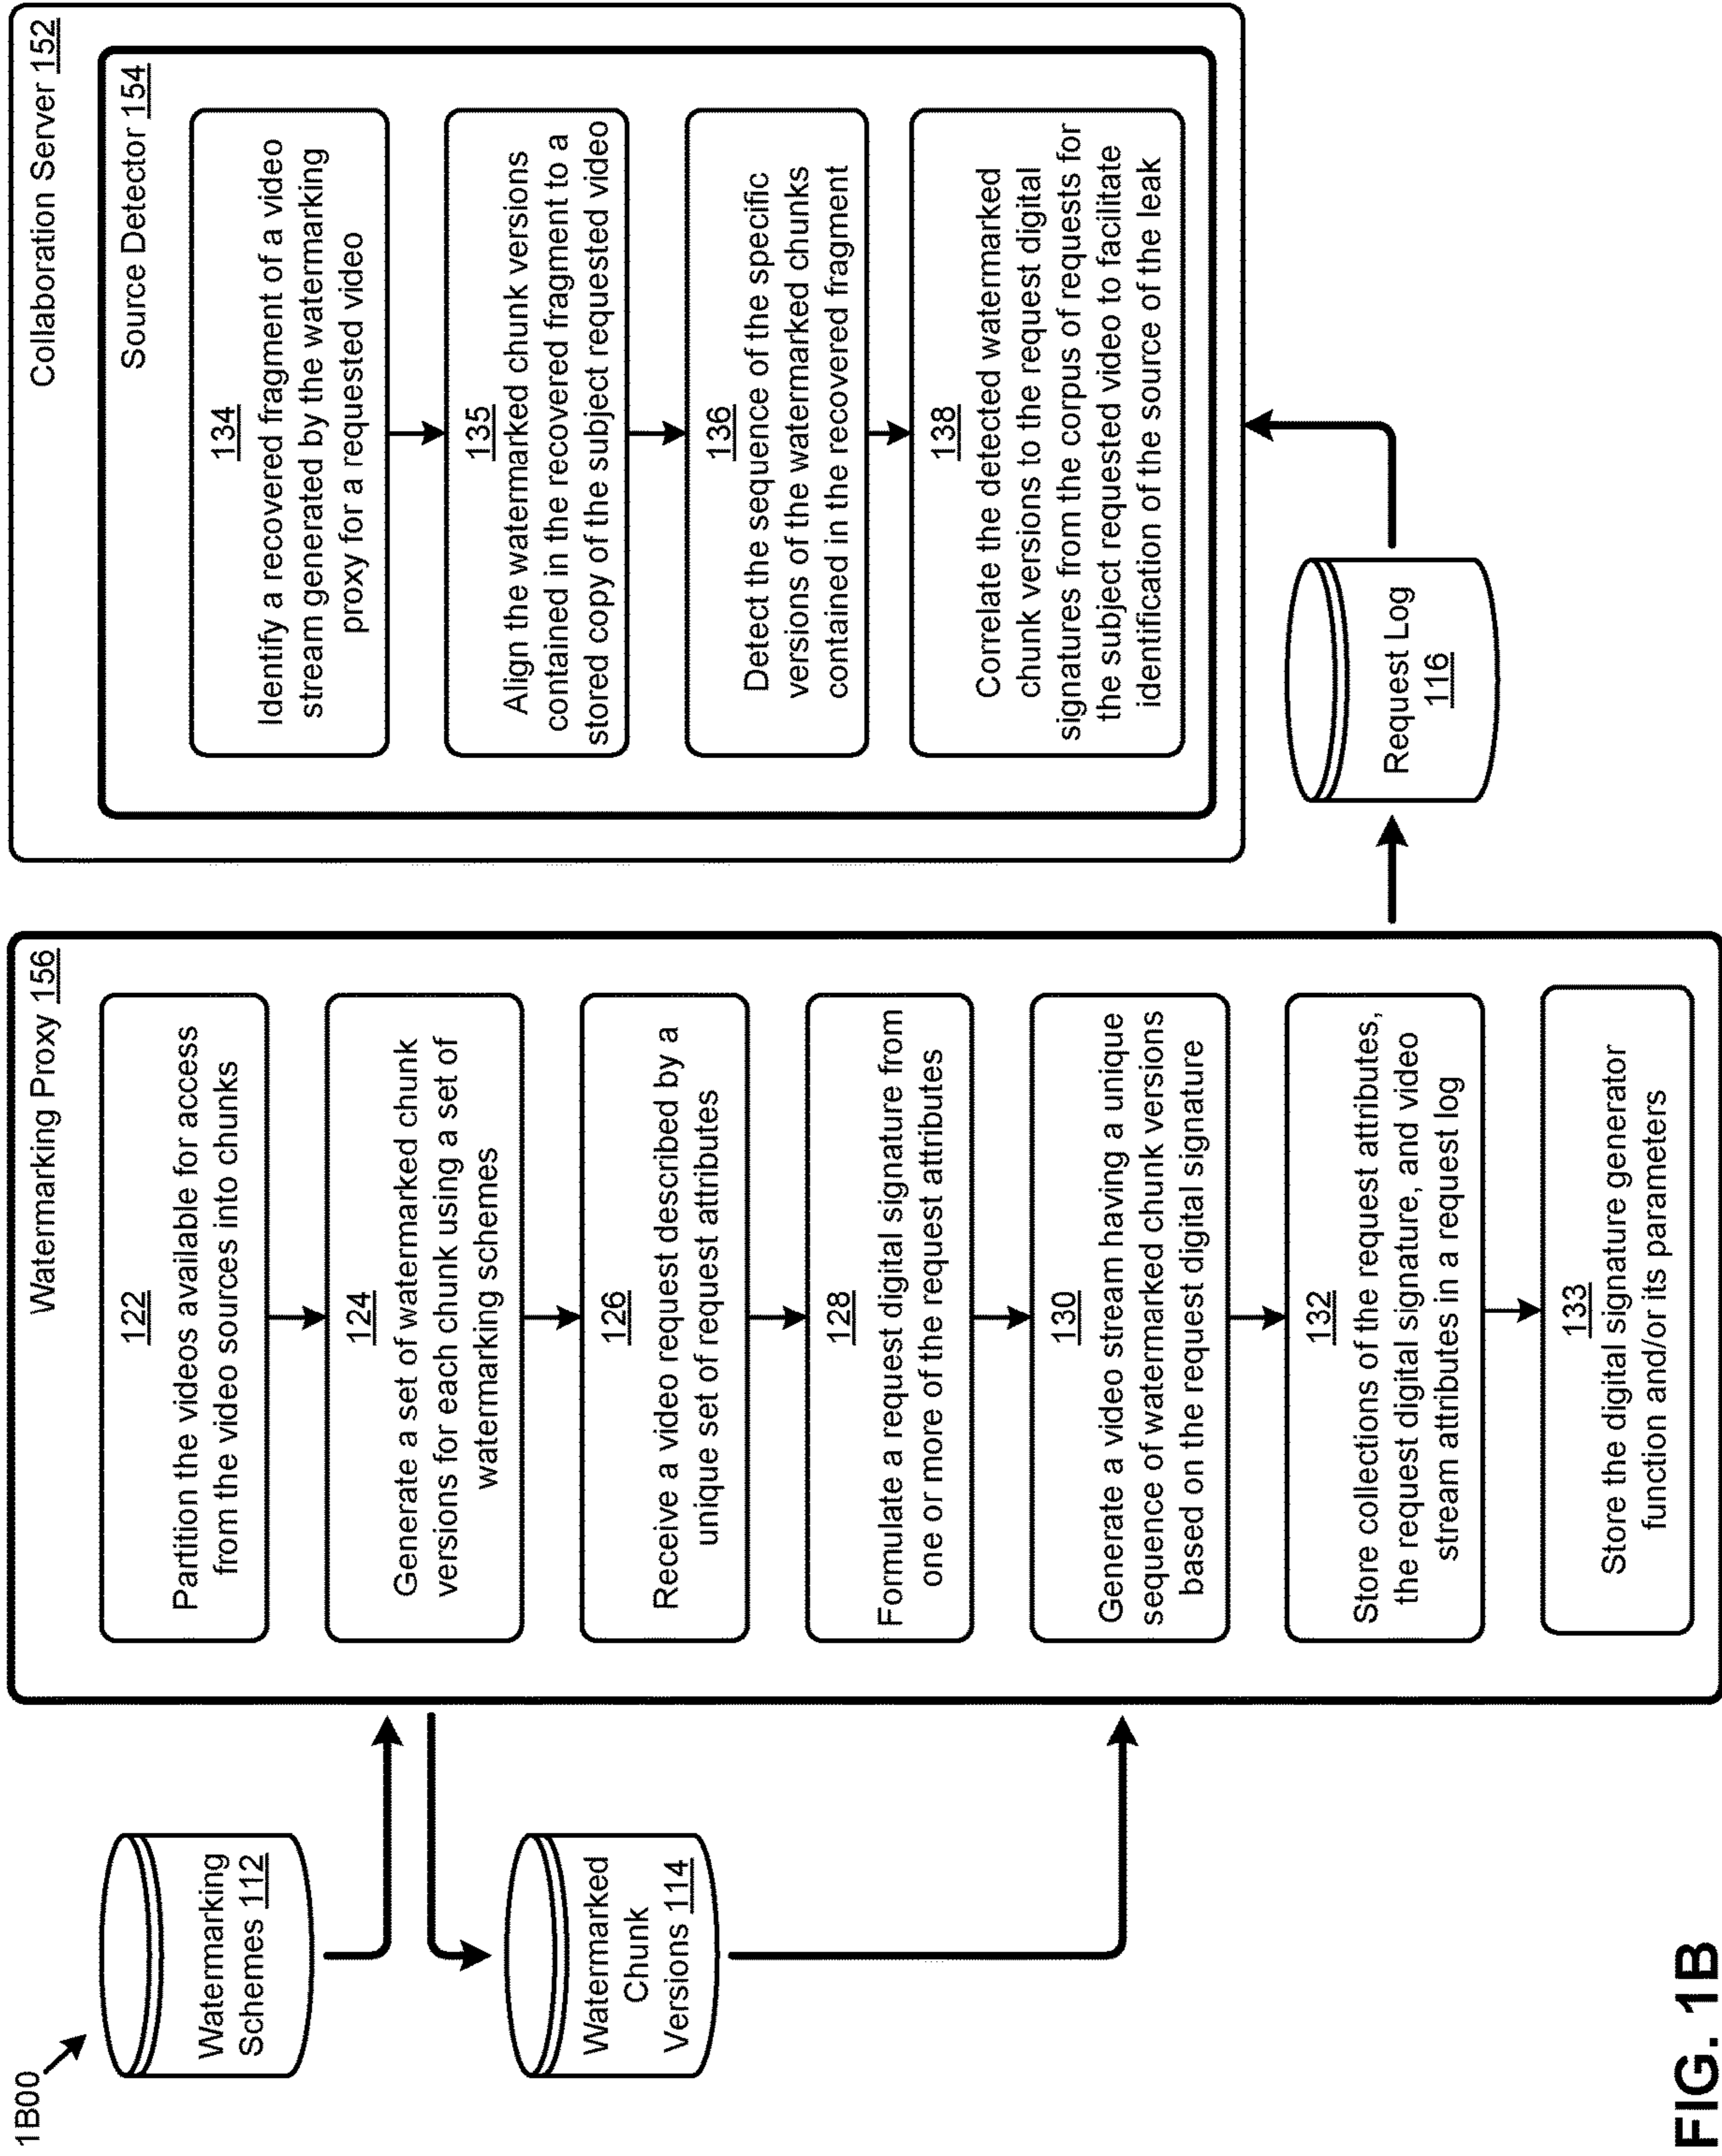 1B00
Watermarking
Schemes 112
Watermarked
Chunk
Versions 114
Watermarking Proxy 156
122
Partition the videos available for access
from the video sources into chunks
124
Generate a set of watermarked chunk
versions for each chunk using a set of
watermarking schemes
126
Receive a video request described by a
unique set of request attributes
128
Formulate a request digital signature from
one or more of the request attributes
130
Generate a video stream having a unique
sequence of watermarked chunk versions
based on the request digital signature
132
Store collections of the request attributes,
the request digital signature, and video
stream attributes in a request log
133
Store the digital signature generator
function and/or its parameters
Collaboration Server 152
Source Detector 154
134
Identify a recovered fragment of a video
stream generated by the watermarking
proxy for a requested video
135
Align the watermarked chunk versions
contained in the recovered fragment to a
stored copy of the subject requested video
136
Detect the sequence of the specific
versions of the watermarked chunks
contained in the recovered fragment
138
Correlate the detected watermarked
chunk versions to the request digital
signatures from the corpus of requests for
the subject requested video to facilitate
identification of the source of the leak
Request Log
116
FIG. 1B